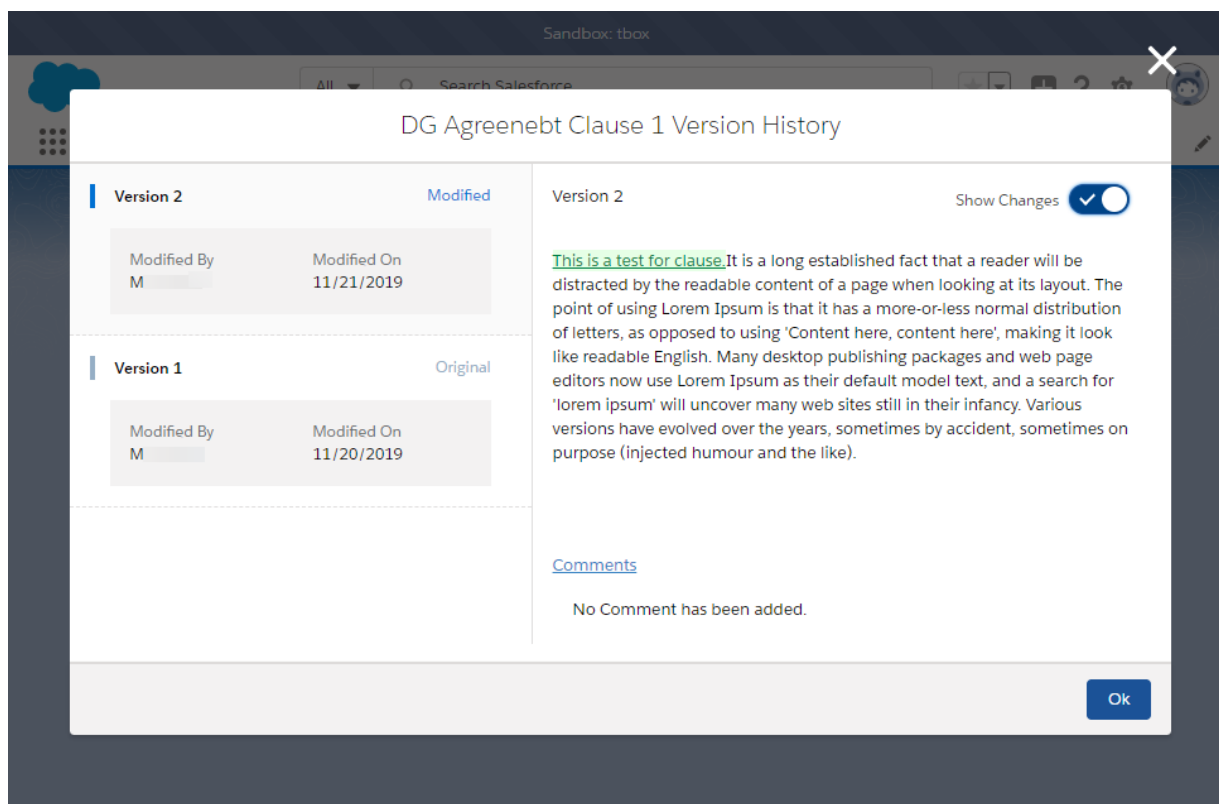 Sandbox: tbox
All
Search Salesforce
DG Agreenebt Clause 1 Version History
Version 2
Modified
Modified By
Modified On
M
11/21/2019
Version 1
Original
Modified By
Modified On
M
11/20/2019
Version 2
Show Changes
This is a test for clause.It is a long established fact that a reader will be
distracted by the readable content of a page when looking at its layout. The
point of using Lorem Ipsum is that it has a more-or-less normal distribution
of letters, as opposed to using 'Content here, content here', making it look
like readable English. Many desktop publishing packages and web page
editors now use Lorem Ipsum as their default model text, and a search for
'lorem ipsum' will uncover many web sites still in their infancy. Various
versions have evolved over the years, sometimes by accident, sometimes on
purpose (injected humour and the like).
Comments
No Comment has been added.
Ok